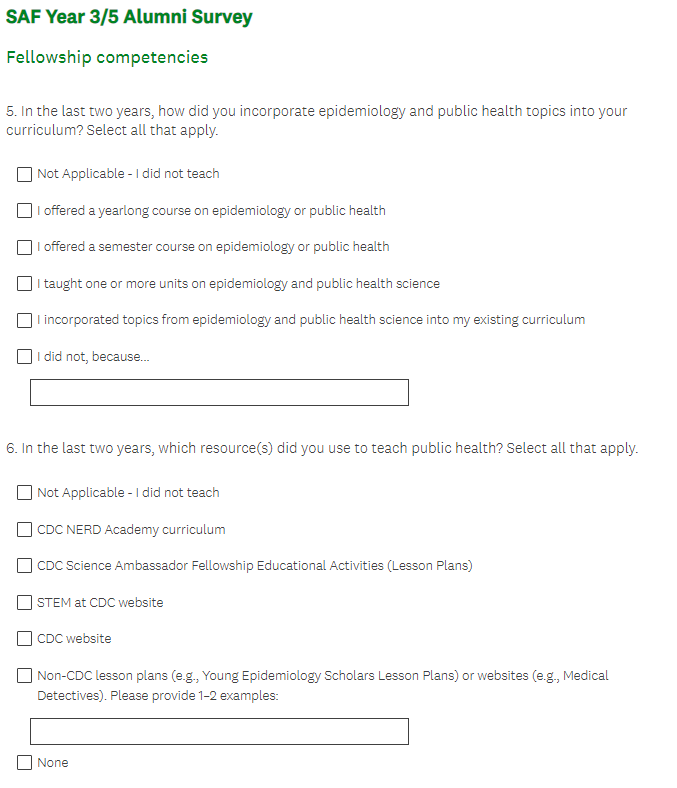 SAF Year 3/5 Alumni Survey
Fellowship competencies
5. In the last two years, how did you incorporate epidemiology and public health topics into your
curriculum? Select all that apply.
Not Applicable - I did not teach
I offered a yearlong course on epidemiology or public health
I offered a semester course on epidemiology or public health
I taught one or more units on epidemiology and public health science
I incorporated topics from epidemiology and public health science into my existing curriculum
I did not, because...
6. In the last two years, which resource(s) did you use to teach public health? Select all that apply.
Not Applicable - I did not teach
CDC NERD Academy curriculum
CDC Science Ambassador Fellowship Educational Activities (Lesson Plans)
STEM at CDC website
CDC website
Non-CDC lesson plans (e.g., Young Epidemiology Scholars Lesson Plans) or websites (e.g., Medical
Detectives). Please provide 1–2 examples:
None